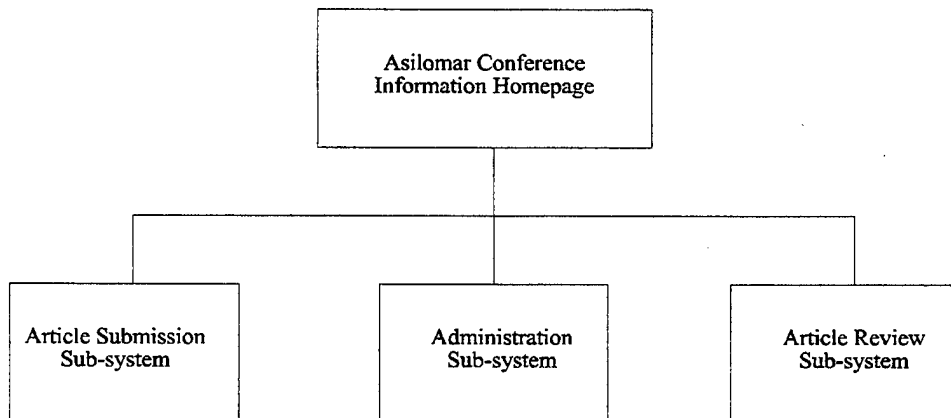 Asilomar Conference
Information Homepage
Article Submission
Sub-system
Administration
Sub-system
Article Review
Sub-system